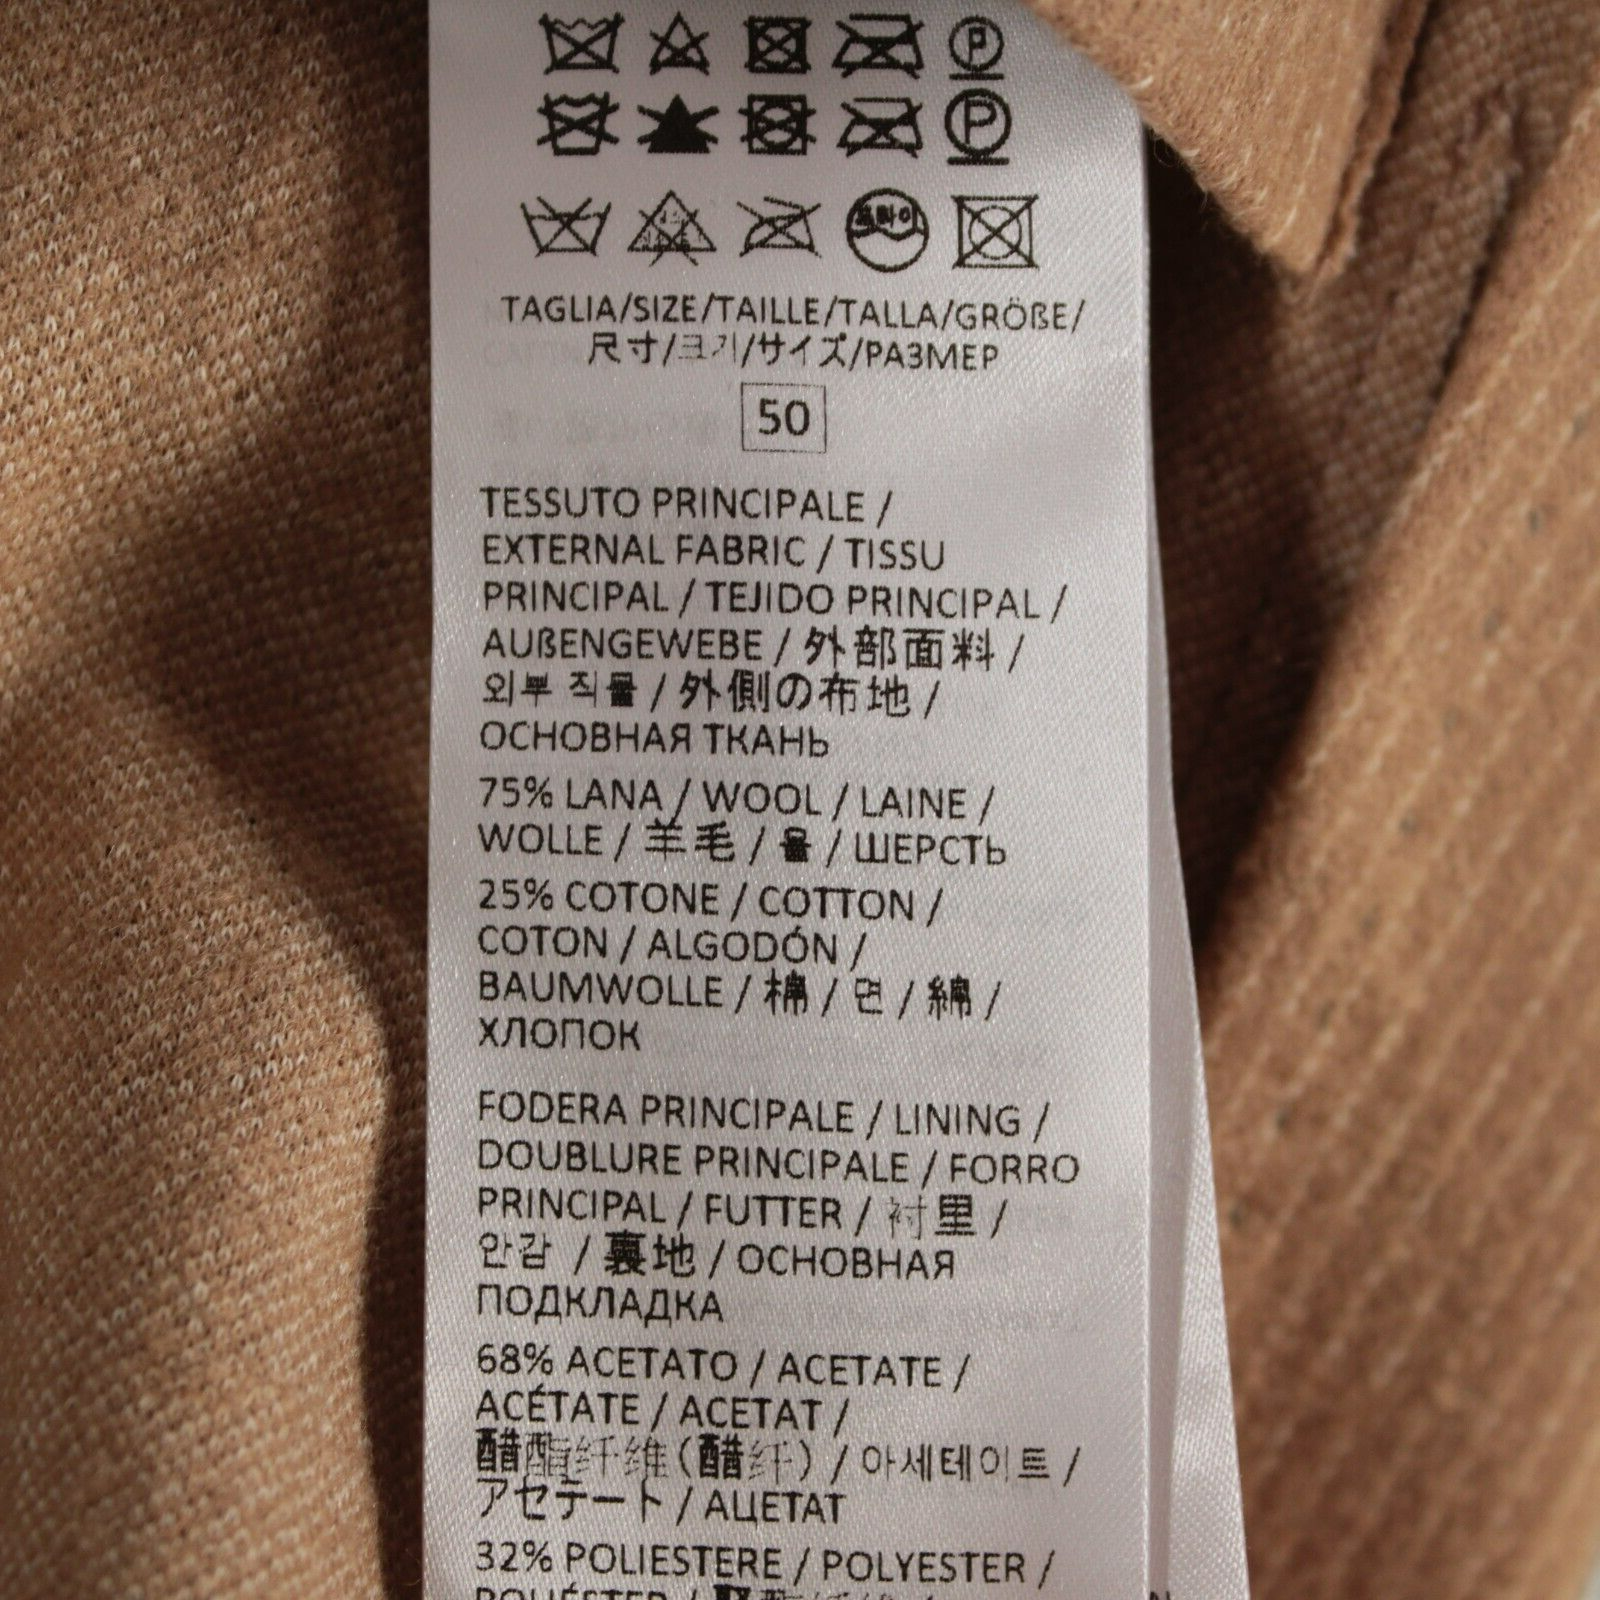 P
P
드라이
TAGLIA/SIZE/TAILLE/TALLA/GRÖßE/
尺寸/크기/サイズ/РАЗМЕР
50
TESSUTO PRINCIPALE /
EXTERNAL FABRIC / TISSU
PRINCIPAL / TEJIDO PRINCIPAL /
AUßENGEWEBE / 外部面料 /
외부 직물 / 外側の布地 /
ОСНОВНАЯ ТКАНЬ
75% LANA / WOOL / LAINE /
WOLLE / 羊毛 / 울 / ШЕРСТЬ
25% COTONE / COTTON /
COTON / ALGODÓN /
BAUMWOLLE / 棉 / 면 / 綿 /
ХЛОПОК
FODERA PRINCIPALE / LINING /
DOUBLURE PRINCIPALE / FORRO
PRINCIPAL / FUTTER / 衬里 /
안감 / 裏地 / ОСНОВНАЯ
ПОДКЛАДКА
68% ACETATO / ACETATE /
ACÉTATE / ACETAT /
醋酯纤维(醋纤) / 아세테이트 /
アセテート / АЦЕТАТ
32% POLIESTERE / POLYESTER /